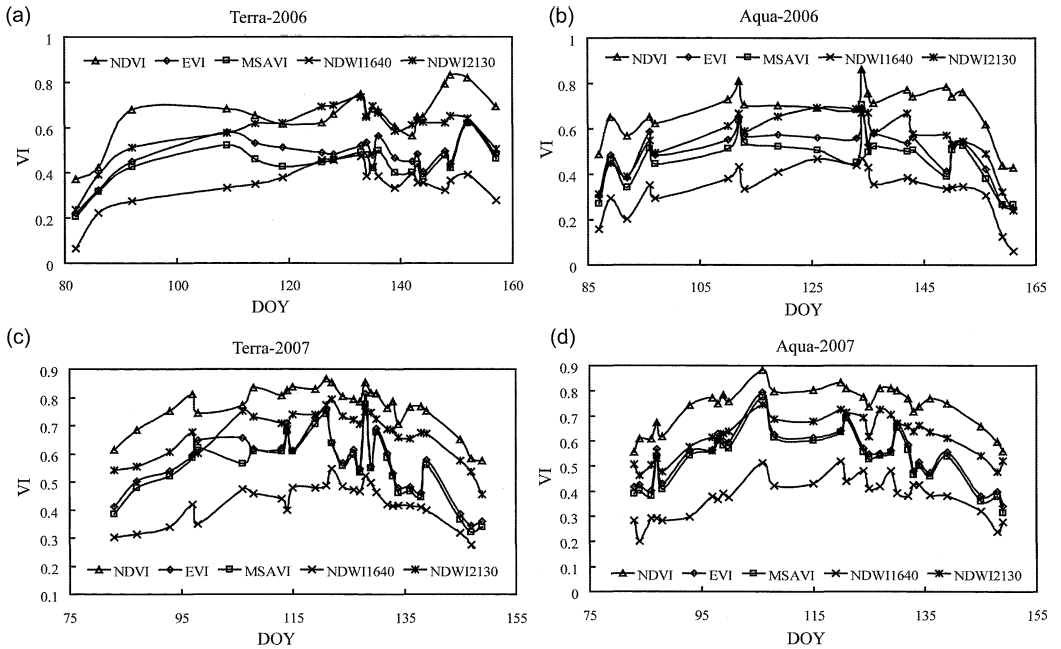 (a)
Terra-2006
1
NDVI EVI MSAVI NDWI1640 NDWI2130
0.8
0.6
VI
0.4
0.2
0
80 100 120 140 160
DOY
(b)
Aqua-2006
1
NDVI EVI MSAVI NDWI1640 NDWI2130
0.8
0.6
VI
0.4
0.2
0
85 105 125 145 165
DOY
(c)
Terra-2007
0.9
0.8
0.7
0.6
VI
0.5
0.4
0.3
0.2
NDVI EVI MSAVI NDWI1640 NDWI2130
0.1
75 95 115 135 155
DOY
(d)
Aqua-2007
0.9
0.8
0.7
0.6
VI
0.5
0.4
0.3
0.2
0.1
NDVI EVI MSAVI NDWI1640 NDWI2130
0
75 95 115 135 155
DOY